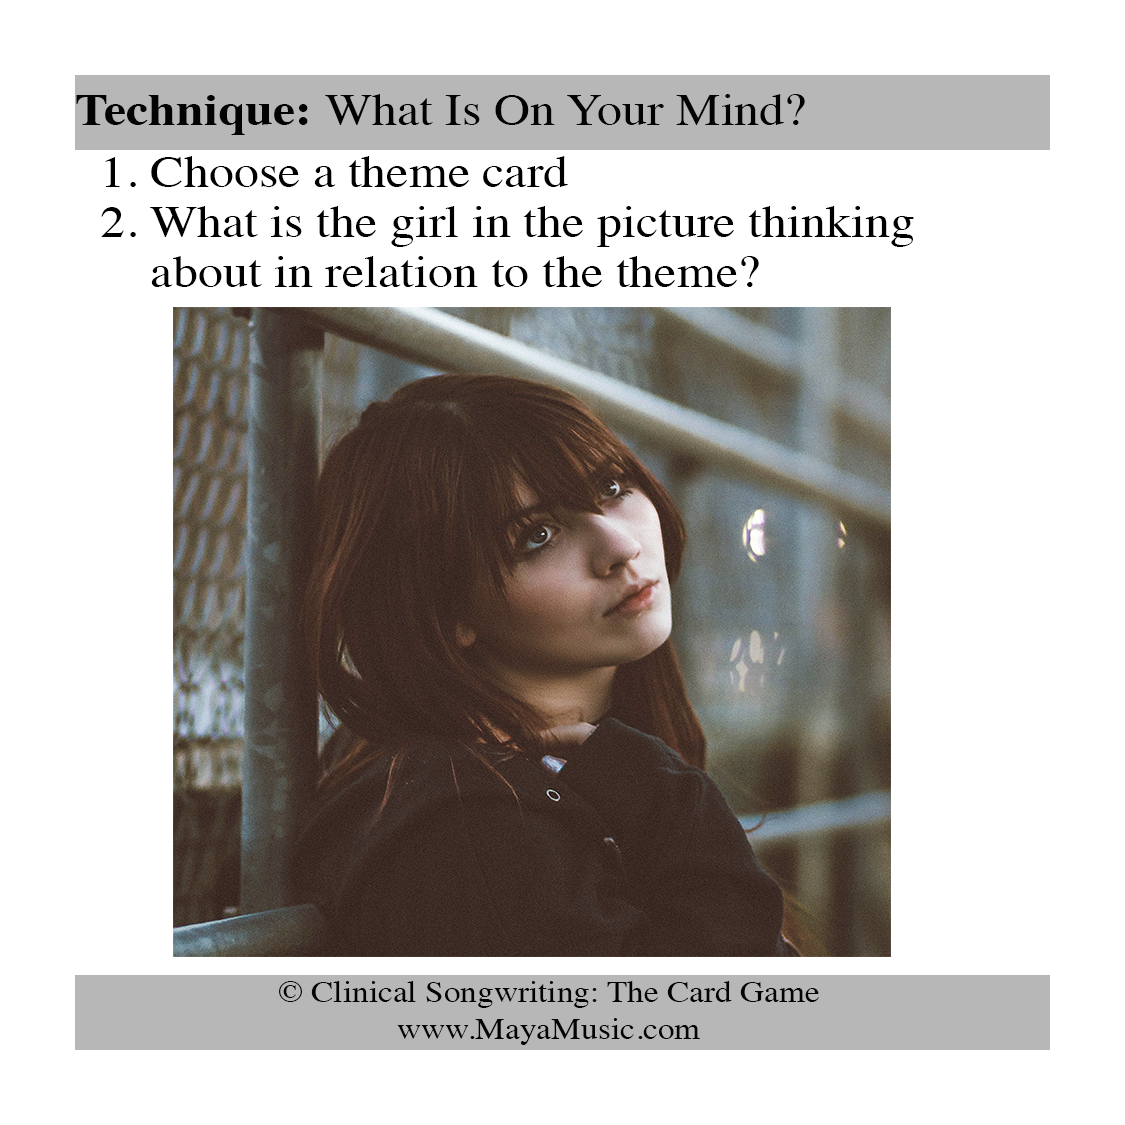 Technique: What Is On Your Mind?
1. Choose a theme card
2. What is the girl in the picture thinking
about in relation to the theme?
© Clinical Songwriting: The Card Game
www.MayaMusic.com